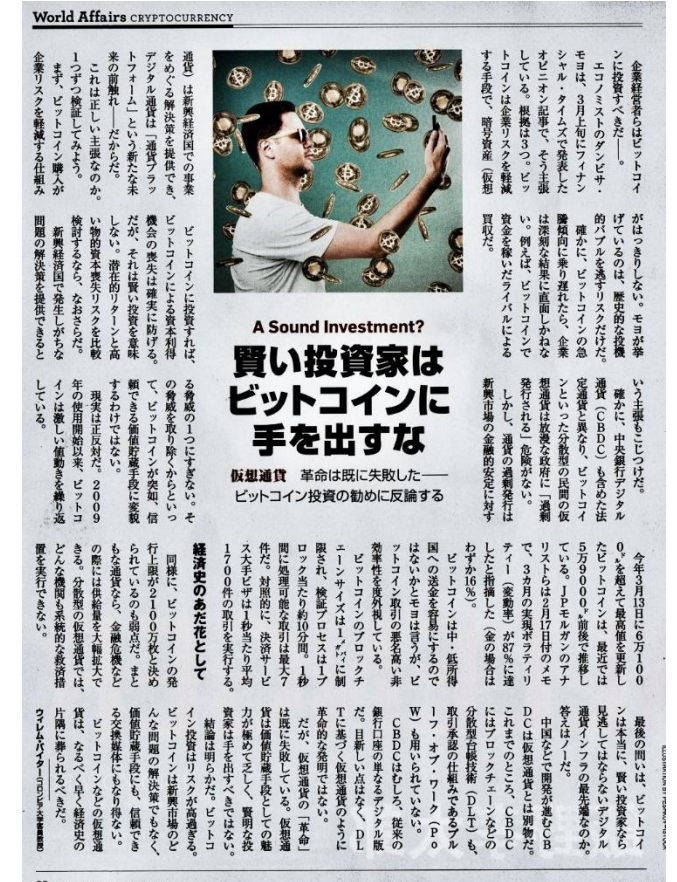 World Affairs CRYPTOCURRENCY
A Sound Investment?
賢い投資家は
ビットコインに
手を出すな
仮想通貨 革命は既に失敗した──
ビットコイン投資の勧めに反論する
企業経営者らはビットコイ
ンに投資すべきだ──。
エコノミストのダンビサ・
モヨは、3月上旬にフィナン
シャル・タイムズで発表した
オピニオン記事で、そう主張
している。根拠は3つ。ビッ
トコインは企業リスクを軽減
する手段で、暗号資産(仮想
通貨)は新興経済国での事業
をめぐる解決策を提供でき、
デジタル通貨は「通貨プラッ
トフォーム」という新たな未
来の前触れ──だからだ。
これは正しい主張なのか。
1つずつ検証してみよう。
まず、ビットコイン購入が
企業リスクを軽減する仕組み
がはっきりしない。モヨが挙
げているのは、歴史的な投機
的バブルを逃すリスクだけだ。
確かに、ビットコインの急
騰傾向に乗り遅れたら、企業
は深刻な結果に直面しかねな
い。例えば、ビットコインで
資金を稼いだライバルによる
買収だ。
ビットコインに投資すれば、
ビットコインによる資本利得
機会の喪失は確実に防げる。
だが、それは賢い投資を意味
しない。潜在的リターンと高
い物的資本喪失リスクを比較
検討するなら、なおさらだ。
新興経済国で発生しがちな
問題の解決策を提供できると
いう主張もこじつけだ。
確かに、中央銀行デジタル
通貨(CBDC)も含めた法
定通貨と異なり、ビットコイ
ンといった分散型の民間の仮
想通貨は放漫な政府に「過剰
発行される」危険がない。
しかし、通貨の過剰発行は
新興市場の金融的安定に対す
る脅威の1つにすぎない。そ
の脅威を取り除くからといっ
て、ビットコインが突如、信
頼できる価値貯蔵手段に変貌
するわけではない。
現実は正反対だ。2009
年の使用開始以来、ビットコ
インは激しい値動きを繰り返
している。
今年3月13日に6万100
0ドルを超えて最高値を更新し
たビットコインは、最近では
5万9000ドル前後で推移し
ている。JPモルガンのアナ
リストらは2月17日付のメモ
で、3カ月の実現ボラティリ
ティー(変動率)が87%に達
したと指摘した(金の場合は
わずか16%)。
ビットコインは中・低所得
国への送金を容易にするので
はないかとモヨは言うが、ビ
ットコイン取引の悪名高い非
効率性を度外視している。
ビットコインのブロックチ
ェーンサイズは1メガバイトに制
限され、検証プロセスは1ブ
ロック当たり約10分間。1秒
間に処理可能な取引は最大7
件だ。対照的に、決済サービ
ス大手ビザは1秒当たり平均
1700件の取引を実行する。
経済史のあだ花として
同様に、ビットコインの発
行上限が2100万枚と決め
られているのも弱点だ。まと
もな通貨なら、金融危機など
の際には供給量を大幅拡大で
きる。分散型の仮想通貨では、
どんな機関も系統的な救済措
置を実行できない。
最後の問いは、ビットコイ
ンは本当に、賢い投資家なら
見逃してはならないデジタル
通貨インフラの最先端なのか。
答えはノーだ。
中国などで開発が進むCB
DCは仮想通貨とは別物だ。
これまでのところ、CBDC
にはブロックチェーンなどの
分散型台帳技術(DLT)も、
取引承認の仕組みであるプル
ーフ・オブ・ワーク(PO
W)も用いられていない。
CBDCはむしろ、従来の
銀行口座の単なるデジタル版
だ。目新しい点はなく、DL
Tに基づく仮想通貨のように
革命的な発明ではない。
だが、仮想通貨の「革命」
は既に失敗している。仮想通
貨は価値貯蔵手段としての魅
力が極めて乏しく、賢明な投
資家は手を出すべきではない。
結論は明らかだ。ビットコ
イン投資はリスクが高過ぎる。
ビットコインは新興市場のど
んな問題の解決策でもなく、
価値貯蔵手段にも、信頼でき
る交換媒体にもなり得ない。
ビットコインなどの仮想通
貨は、なるべく早く経済史の
片隅に葬られるべきだ。
ウィレム・バイター(コロンビア大学客員教授)